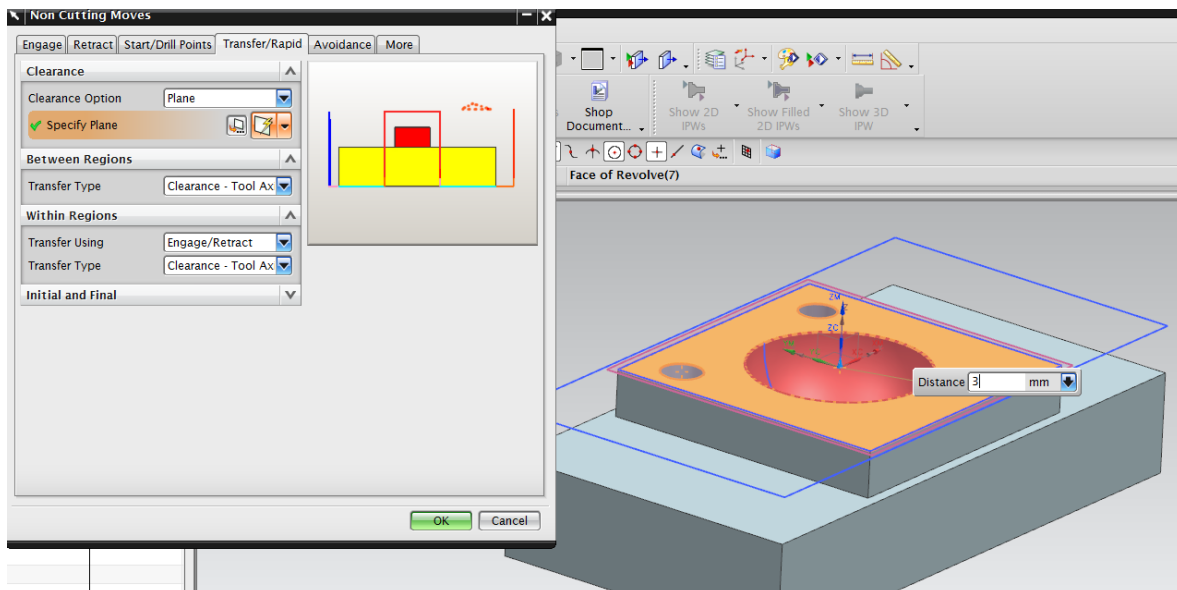 Non Cutting Moves
Engage Retract Start/Drill Points Transfer/Rapid Avoidance More
Clearance
Clearance Option Plane
Specify Plane
Between Regions
Transfer Type Clearance - Tool Ax
Within Regions
Transfer Using Engage/Retract
Transfer Type Clearance - Tool Ax
Initial and Final
OK Cancel
Shop
Document...
Show 2D
IPWs
Show Filled
2D IPWs
Show 3D
IPW
Face of Revolve(7)
ZM
Z
ZC
Distance 3 mm